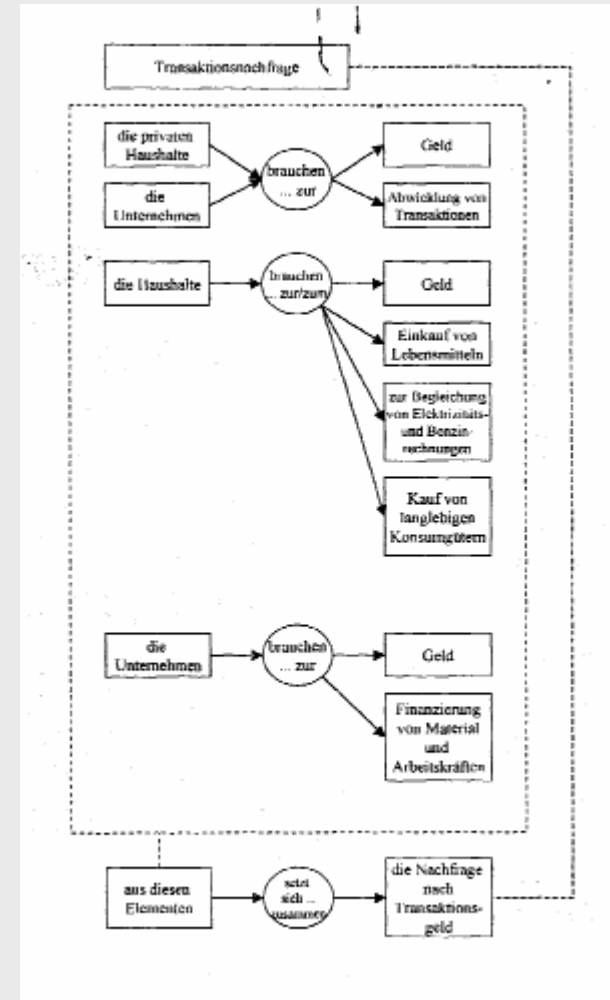 Transaktionsnachfrage
die privaten
Haushalte
brauchen
... zur
Geld
die
Unternehmen
Abwicklung von
Transaktionen
die Haushalte
brauchen
... zur/zum
Geld
Einkauf von
Lebensmitteln
zur Begleichung
von Elektrizitäts-
und Benzin-
rechnungen
Kauf von
langlebigen
Konsumgütern
die
Unternehmen
brauchen
... zur
Geld
Finanzierung
von Material
und
Arbeitskräften
aus diesen
Elementen
setzt
sich ...
zusammen
die Nachfrage
nach
Transaktions-
geld